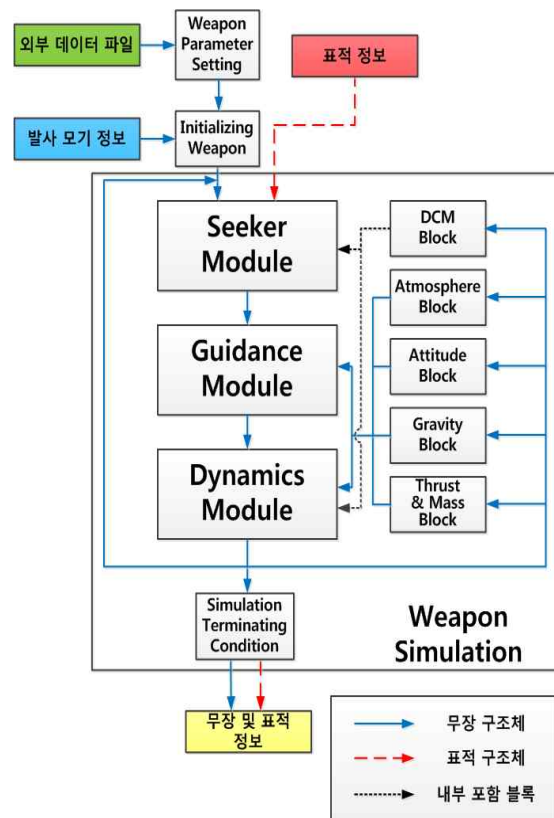 외부 데이터 파일
Weapon
Parameter
Setting
표적 정보
발사 모기 정보
Initializing
Weapon
Seeker
Module
DCM
Block
Atmosphere
Block
Guidance
Module
Attitude
Block
Gravity
Block
Dynamics
Module
Thrust
& Mass
Block
Simulation
Terminating
Condition
Weapon
Simulation
무장 및 표적
정보
무장 구조체
표적 구조체
내부 포함 블록